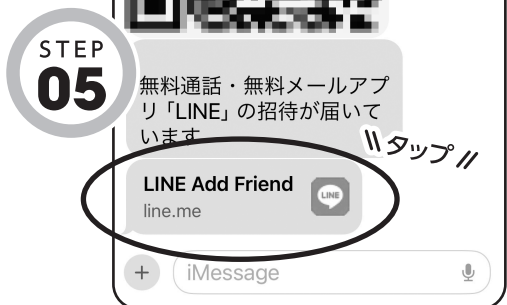 STEP
05
無料通話・無料メールアプ
リ「LINE」の招待が届いて
います
\\ タップ //
LINE Add Friend
LINE
line.me
+
iMessage